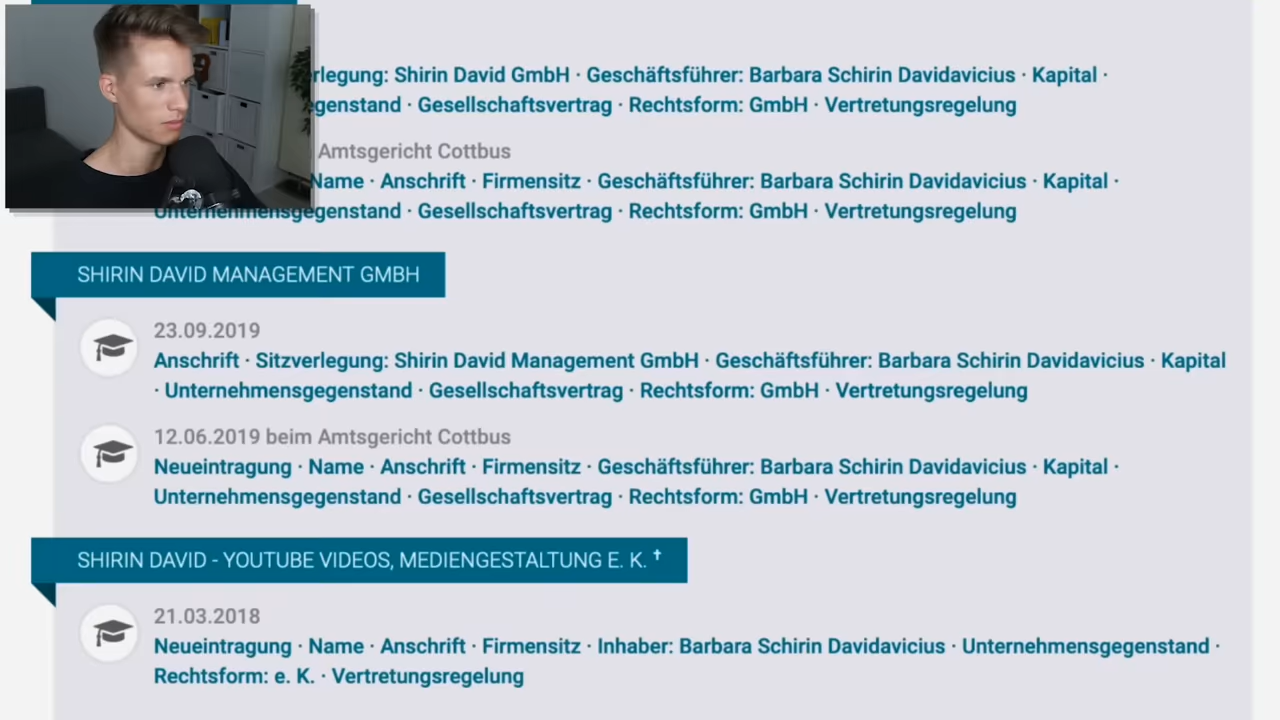 erlegung: Shirin David GmbH · Geschäftsführer: Barbara Schirin Davidavicius · Kapital ·
egenstand · Gesellschaftsvertrag · Rechtsform: GmbH · Vertretungsregelung
Amtsgericht Cottbus
Name · Anschrift · Firmensitz · Geschäftsführer: Barbara Schirin Davidavicius · Kapital ·
Unternehmensgegenstand · Gesellschaftsvertrag · Rechtsform: GmbH · Vertretungsregelung
SHIRIN DAVID MANAGEMENT GMBH
23.09.2019
Anschrift · Sitzverlegung: Shirin David Management GmbH · Geschäftsführer: Barbara Schirin Davidavicius · Kapital
· Unternehmensgegenstand · Gesellschaftsvertrag · Rechtsform: GmbH · Vertretungsregelung
12.06.2019 beim Amtsgericht Cottbus
Neueintragung · Name · Anschrift · Firmensitz · Geschäftsführer: Barbara Schirin Davidavicius · Kapital ·
Unternehmensgegenstand · Gesellschaftsvertrag · Rechtsform: GmbH · Vertretungsregelung
SHIRIN DAVID - YOUTUBE VIDEOS, MEDIENGESTALTUNG E. K. †
21.03.2018
Neueintragung · Name · Anschrift · Firmensitz · Inhaber: Barbara Schirin Davidavicius · Unternehmensgegenstand ·
Rechtsform: e. K. · Vertretungsregelung